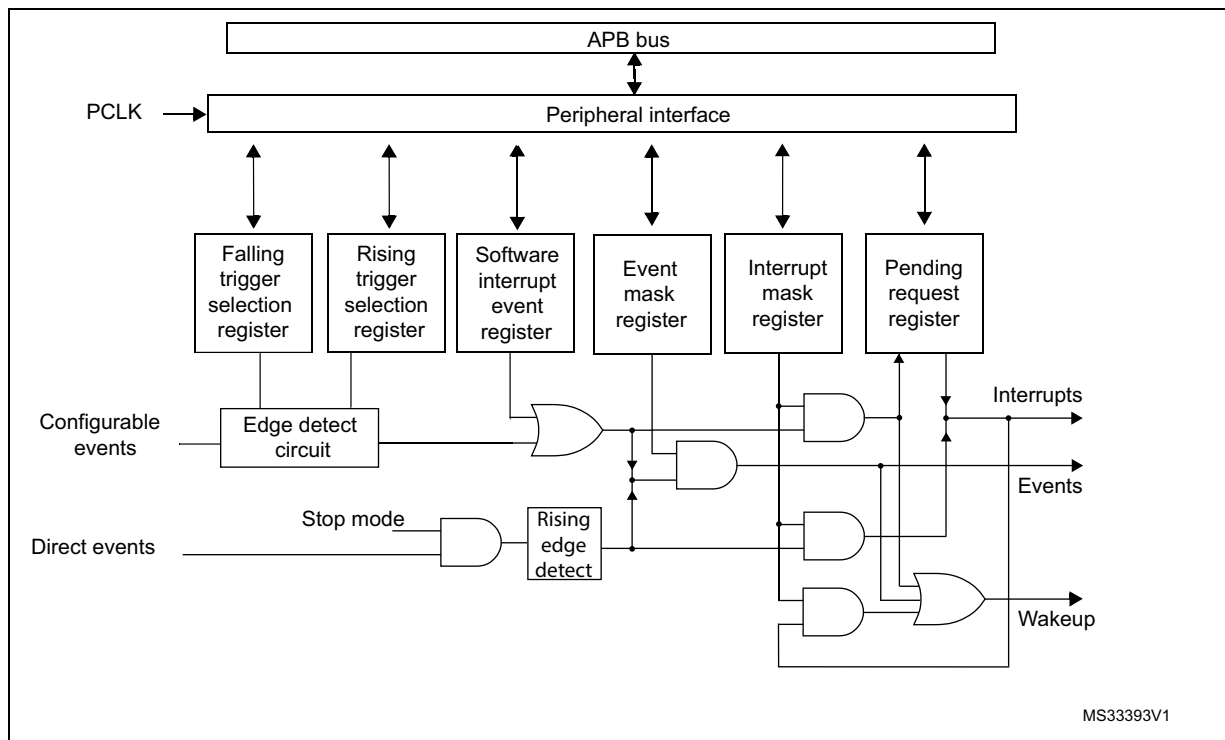 APB bus
PCLK
Peripheral interface
Falling
trigger
selection
register
Rising
trigger
selection
register
Software
interrupt
event
register
Event
mask
register
Interrupt
mask
register
Pending
request
register
Configurable
events
Edge detect
circuit
Interrupts
Events
Stop mode
Direct events
Rising
edge
detect
Wakeup
MS33393V1